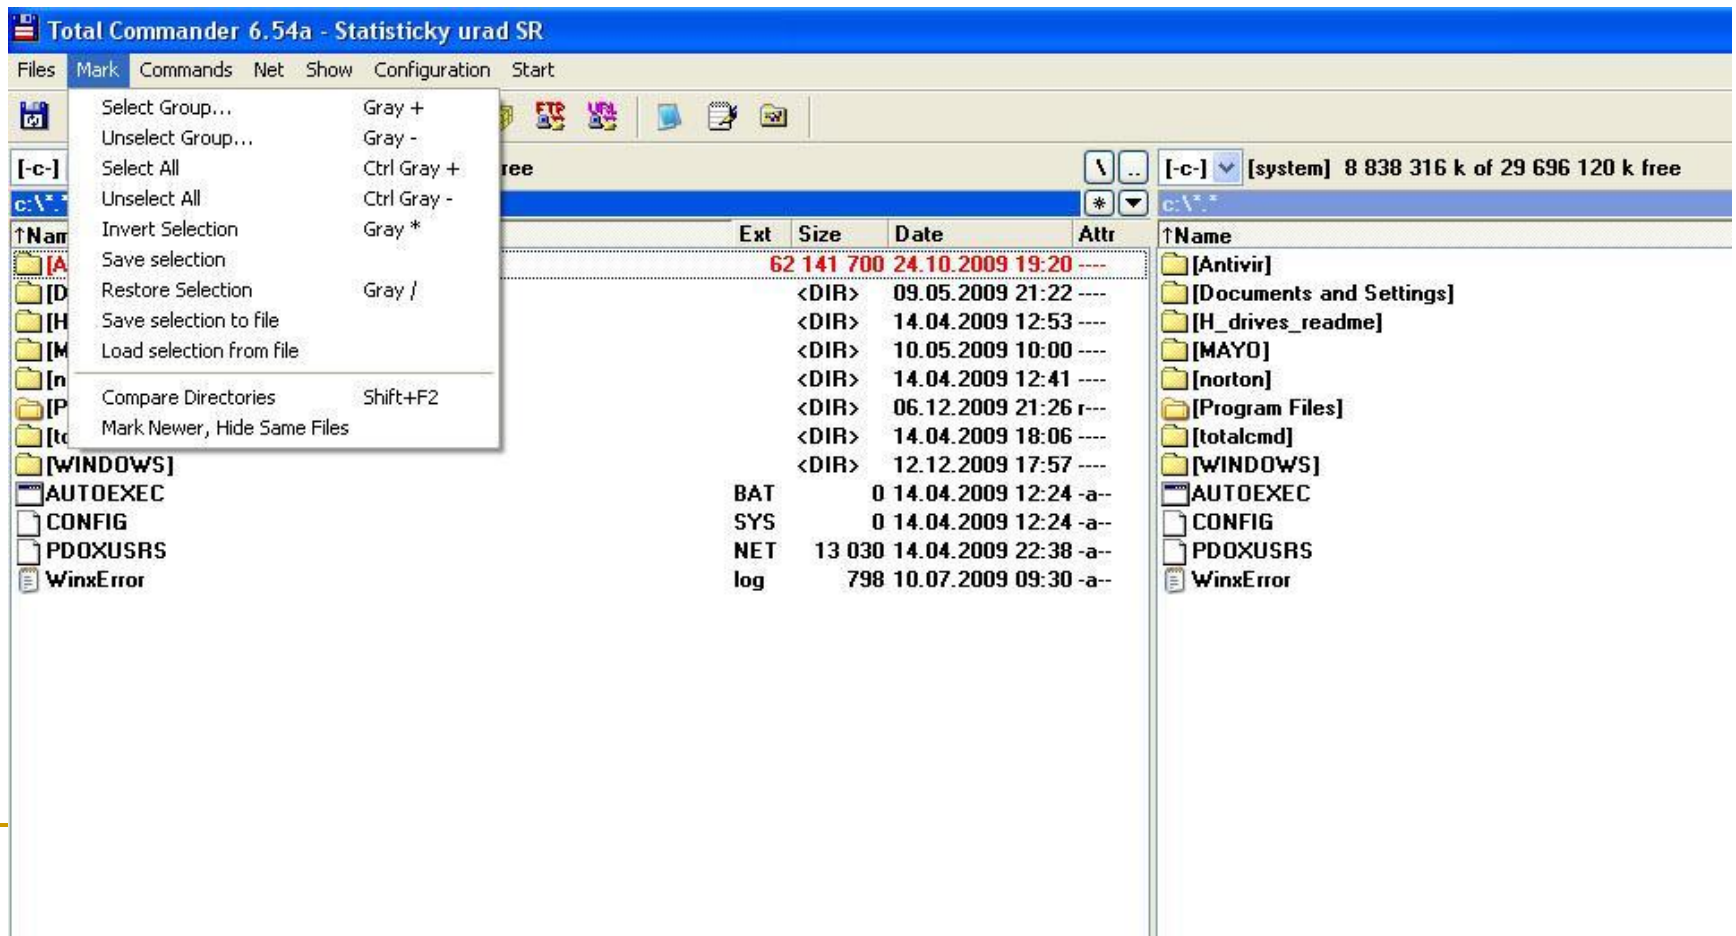 Total Commander 6.54a - Statisticky urad SR
Files Mark Commands Net Show Configuration Start
Select Group... Gray +
Unselect Group... Gray -
Select All Ctrl Gray +
Unselect All Ctrl Gray -
Invert Selection Gray *
Save selection
Restore Selection Gray /
Save selection to file
Load selection from file
Compare Directories Shift+F2
Mark Newer, Hide Same Files
FTP URL
[-c-] ree \ ..
c:\*.* * 
↑Nam Ext Size Date Attr
[A 62 141 700 24.10.2009 19:20 ----
[D <DIR> 09.05.2009 21:22 ----
[H <DIR> 14.04.2009 12:53 ----
[M <DIR> 10.05.2009 10:00 ----
[n <DIR> 14.04.2009 12:41 ----
[P <DIR> 06.12.2009 21:26 r---
[to <DIR> 14.04.2009 18:06 ----
[WINDOWS] <DIR> 12.12.2009 17:57 ----
AUTOEXEC BAT 0 14.04.2009 12:24 -a--
CONFIG SYS 0 14.04.2009 12:24 -a--
PDOXUSRS NET 13 030 14.04.2009 22:38 -a--
WinxError log 798 10.07.2009 09:30 -a--
[-c-] [system] 8 838 316 k of 29 696 120 k free
c:\*.*
↑Name
[Antivir]
[Documents and Settings]
[H_drives_readme]
[MAYO]
[norton]
[Program Files]
[totalcmd]
[WINDOWS]
AUTOEXEC
CONFIG
PDOXUSRS
WinxError